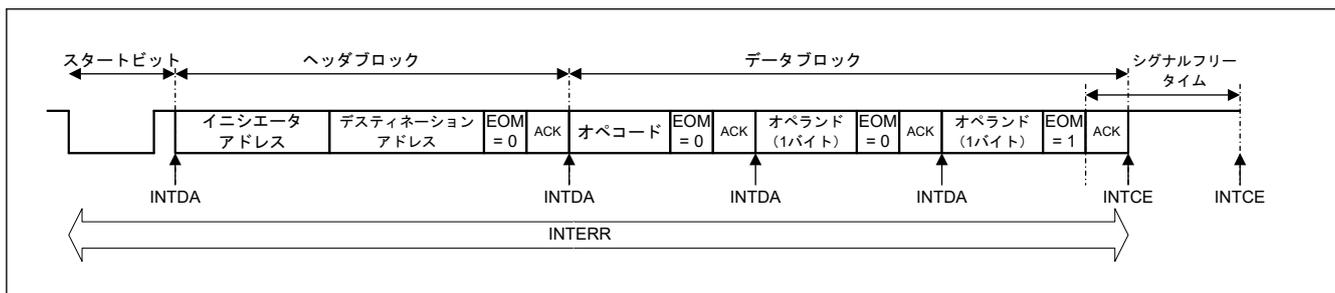 スタートビット
ヘッダブロック
データブロック
シグナルフリー
タイム
イニシエータ
アドレス
デスティネーション
アドレス
EOM
= 0
ACK
オペコード
EOM
= 0
ACK
オペランド
(1バイト)
EOM
= 0
ACK
オペランド
(1バイト)
EOM
= 1
ACK
INTDA
INTDA
INTDA
INTDA
INTCE
INTCE
INTERR